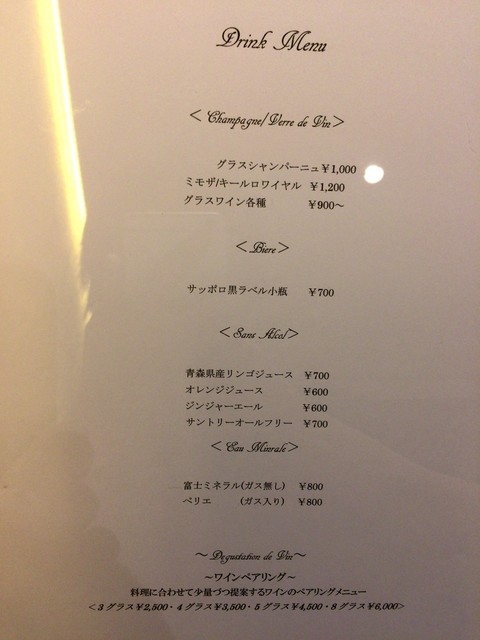 Drink Menu
<Champagne/Verre de Vin>
グラスシャンパーニュ ¥1,000
ミモザ/キールロワイヤル ¥1,200
グラスワイン各種 ¥900~
<Biere>
サッポロ黒ラベル小瓶 ¥700
<Sans Alcol>
青森県産リンゴジュース ¥700
オレンジジュース ¥600
ジンジャーエール ¥600
サントリーオールフリー ¥700
<Eau Minrale>
富士ミネラル(ガス無し) ¥800
ペリエ (ガス入り) ¥800
~Degustation de Vin~
~ワインペアリング~
料理に合わせて少量づつ提案するワインのペアリングメニュー
<3グラス¥2,500・4グラス¥3,500・5グラス¥4,500・8グラス¥6,000>